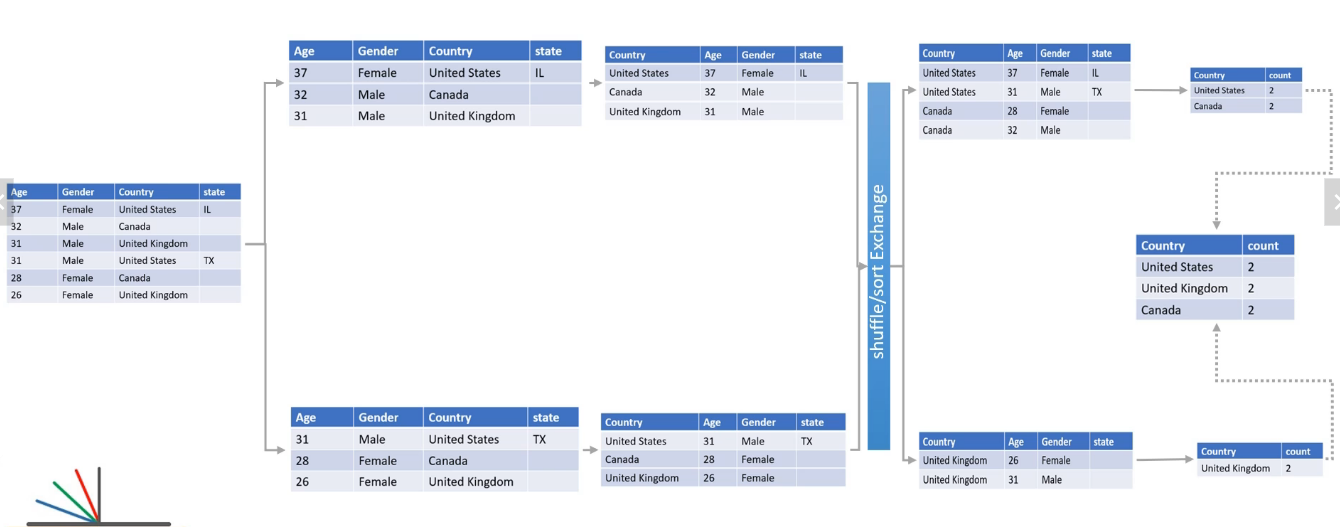 Age Gender Country state
37 Female United States IL
32 Male Canada
31 Male United Kingdom
31 Male United States TX
28 Female Canada
26 Female United Kingdom
Age Gender Country state
37 Female United States IL
32 Male Canada
31 Male United Kingdom
Country Age Gender state
United States 37 Female IL
Canada 32 Male
United Kingdom 31 Male
Age Gender Country state
31 Male United States TX
28 Female Canada
26 Female United Kingdom
Country Age Gender state
United States 31 Male TX
Canada 28 Female
United Kingdom 26 Female
shuffle/sort Exchange
Country Age Gender state
United States 37 Female IL
United States 31 Male TX
Canada 28 Female
Canada 32 Male
Country count
United States 2
Canada 2
Country Age Gender state
United Kingdom 26 Female
United Kingdom 31 Male
Country count
United Kingdom 2
Country count
United States 2
United Kingdom 2
Canada 2